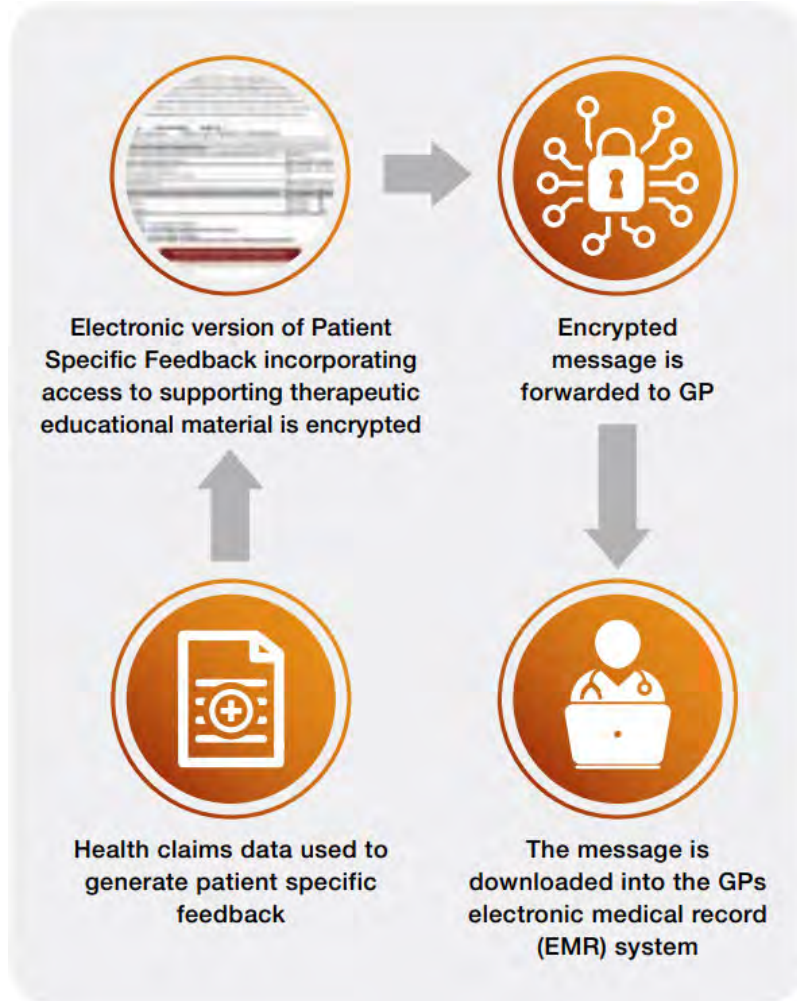 Electronic version of Patient
Specific Feedback incorporating
access to supporting therapeutic
educational material is encrypted
Encrypted
message is
forwarded to GP
Health claims data used to
generate patient specific
feedback
The message is
downloaded into the GPs
electronic medical record
(EMR) system